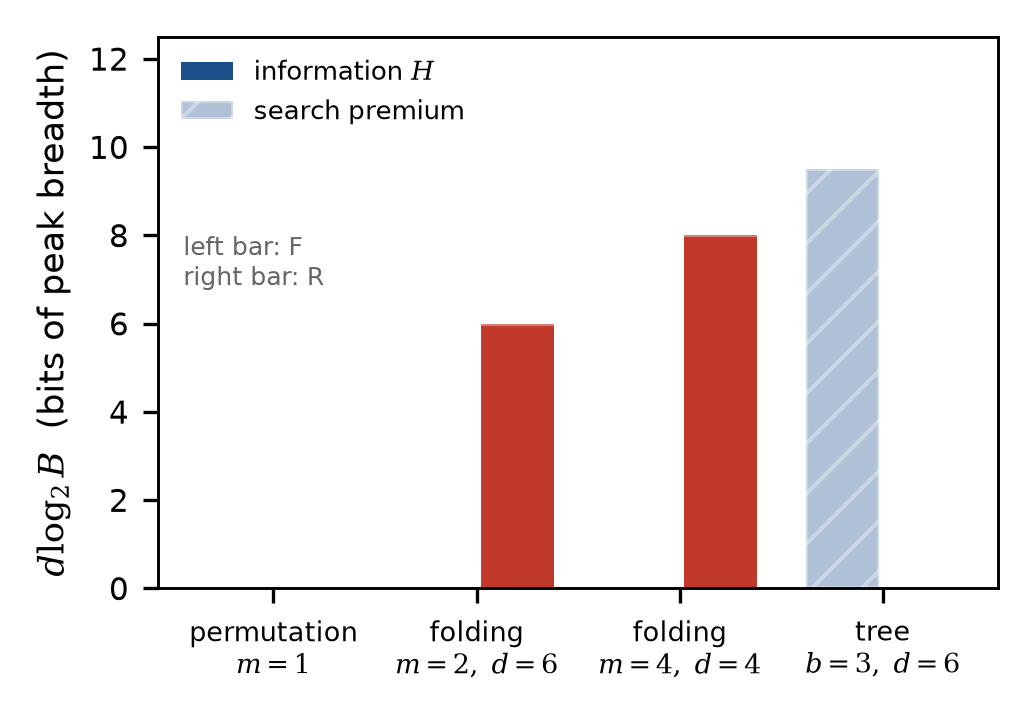 d log₂ B (bits of peak breadth)
12
10
8
6
4
2
0
information H
search premium
left bar: F
right bar: R
permutation
m = 1
folding
m = 2, d = 6
folding
m = 4, d = 4
tree
b = 3, d = 6